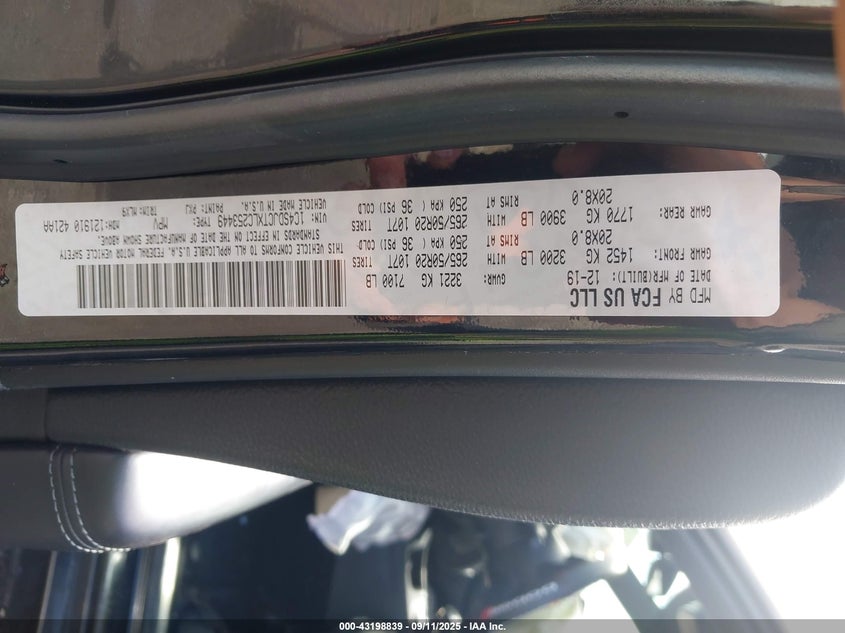 MFD BY FCA US LLC
DATE OF MFR(BUILT): 12-19 GVWR: 3221 KG 7100 LB
GAWR FRONT: 1452 KG 3200 LB WITH TIRES 265/50R20 107T
20X8.0 RIMS AT 250 KPA( 36 PSI) COLD
GAWR REAR: 1770 KG 3900 LB WITH TIRES 265/50R20 107T
20X8.0 RIMS AT 250 KPA( 36 PSI) COLD
THIS VEHICLE CONFORMS TO ALL APPLICABLE U.S.A. FEDERAL MOTOR VEHICLE SAFETY
STANDARDS IN EFFECT ON THE DATE OF MANUFACTURE SHOWN ABOVE.
VIN: 1C4SDJCTXLC253449 TYPE: MPV MDH:121910 421AA
VEHICLE MADE IN U.S.A. PAINT: PXJ TRIM:MLX9
000-43198839 - 09/11/2025 - IAA Inc.